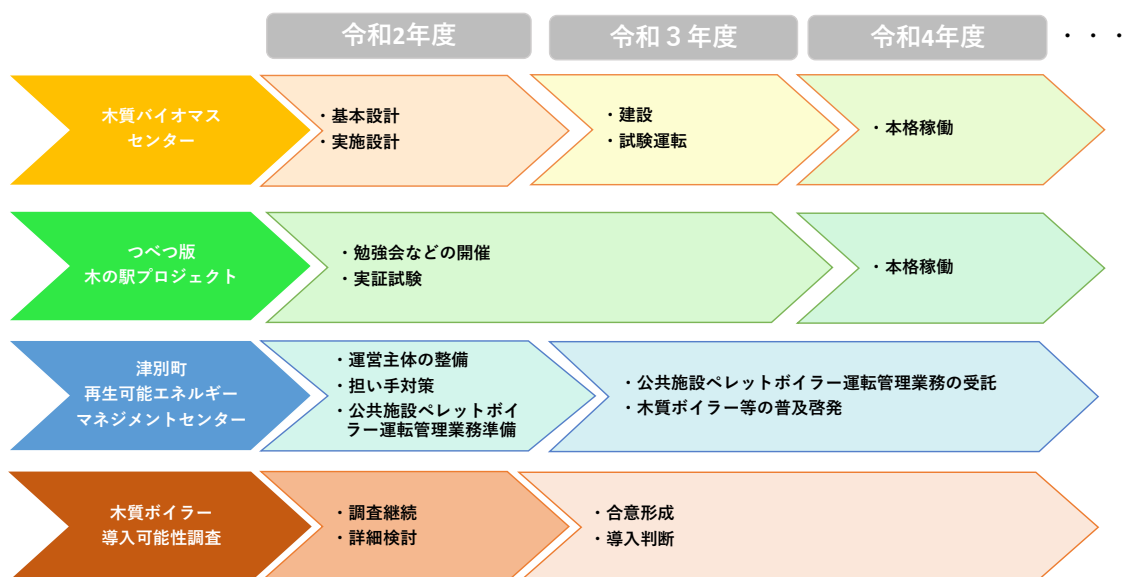 令和2年度
令和３年度
令和4年度
・・・
木質バイオマス
センター
・基本設計
・実施設計
・建設
・試験運転
・本格稼働
つべつ版
木の駅プロジェクト
・勉強会などの開催
・実証試験
・本格稼働
津別町
再生可能エネルギー
マネジメントセンター
・運営主体の整備
・担い手対策
・公共施設ペレットボイ
ラー運転管理業務準備
・公共施設ペレットボイラー運転管理業務の受託
・木質ボイラー等の普及啓発
木質ボイラー
導入可能性調査
・調査継続
・詳細検討
・合意形成
・導入判断